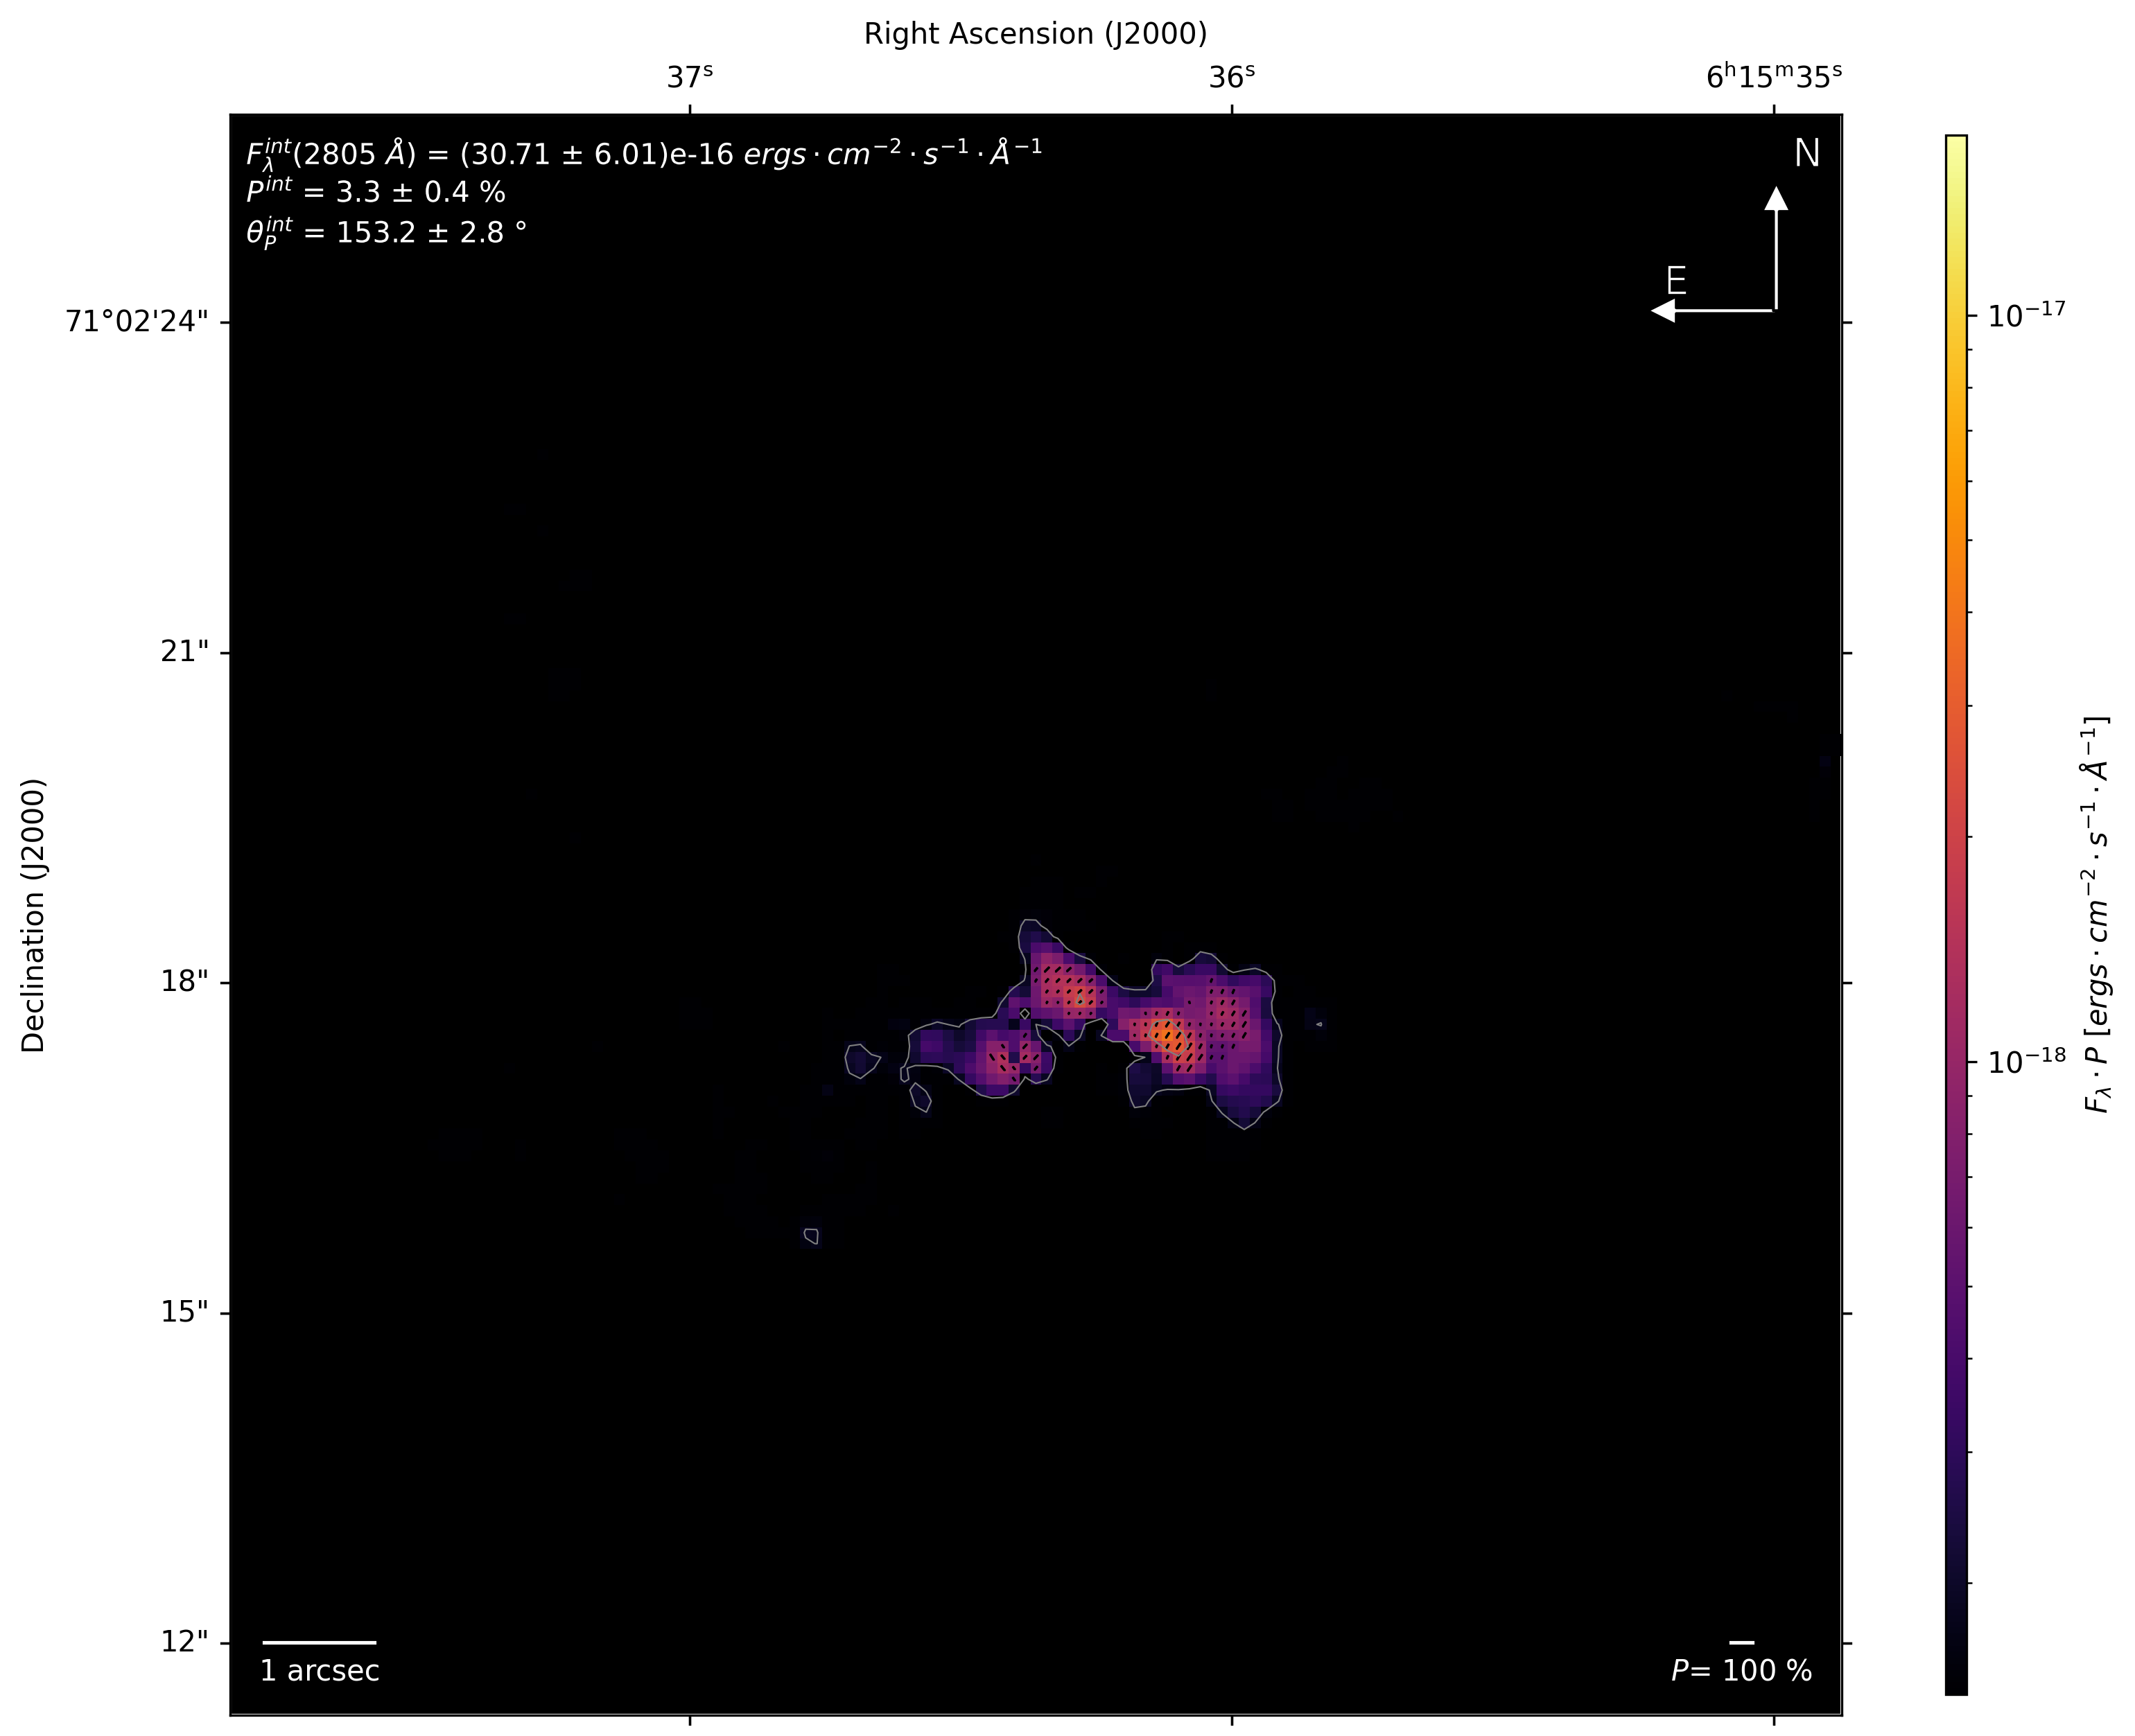 Right Ascension (J2000)
37ˢ 36ˢ 6ʰ15ᵐ35ˢ
F_λ^int(2805 Å) = (30.71 ± 6.01)e-16 ergs · cm⁻² · s⁻¹ · Å⁻¹
P^int = 3.3 ± 0.4 %
θ_P^int = 153.2 ± 2.8 °
N
E
71°02'24"
21"
18"
15"
12"
Declination (J2000)
1 arcsec
P= 100 %
10⁻¹⁷
10⁻¹⁸
F_λ · P [ergs · cm⁻² · s⁻¹ · Å⁻¹]